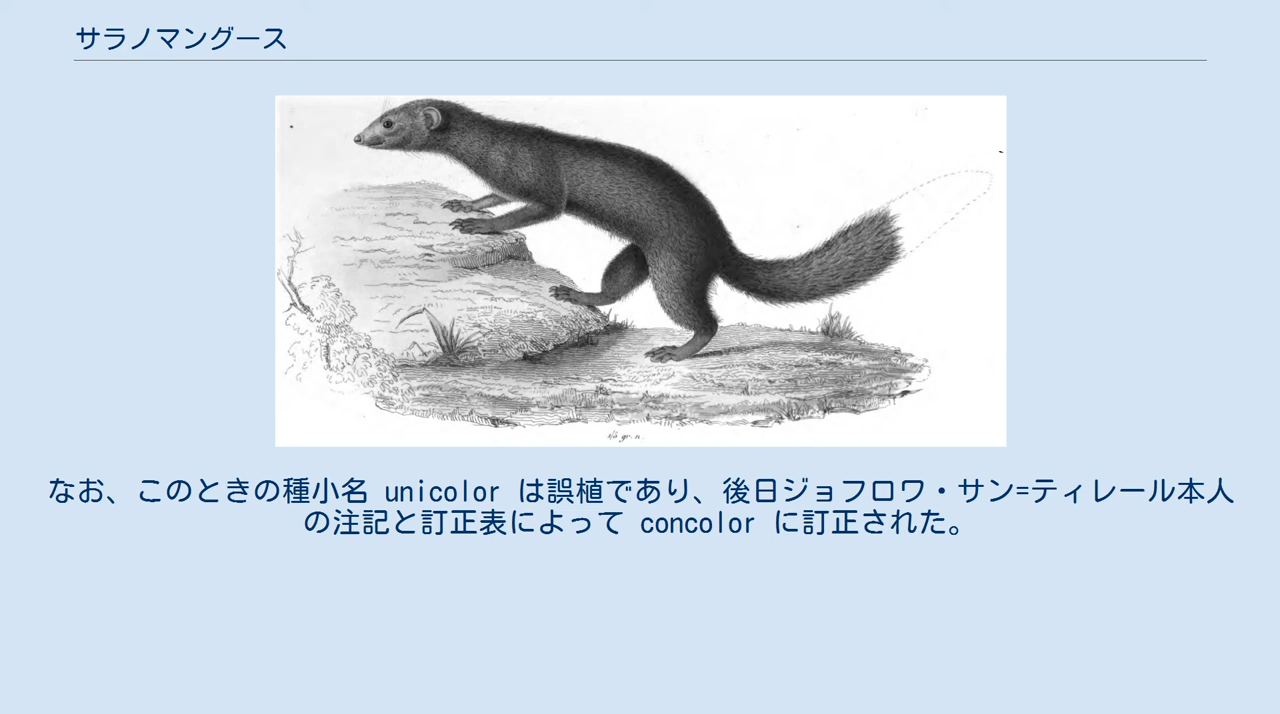 サラノマングース
なお、このときの種小名 unicolor は誤植であり、後日ジョフロワ・サン=ティレール本人
の注記と訂正表によって concolor に訂正された。